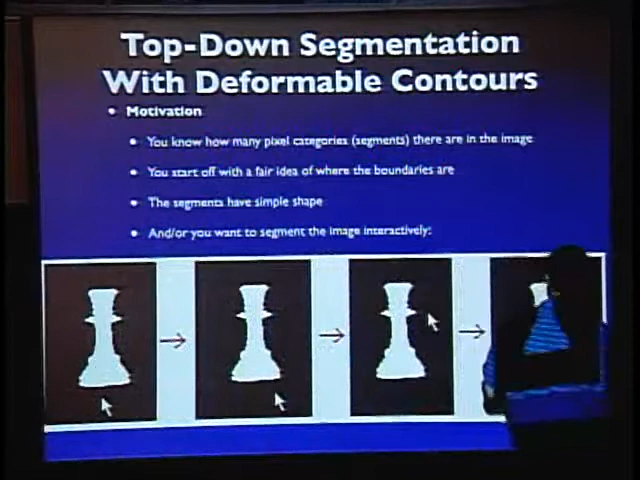 Top-Down Segmentation
With Deformable Contours
• Motivation
• You know how many pixel categories (segments) there are in the image
• You start off with a fair idea of where the boundaries are
• The segments have simple shape
• And/or you want to segment the image interactively: